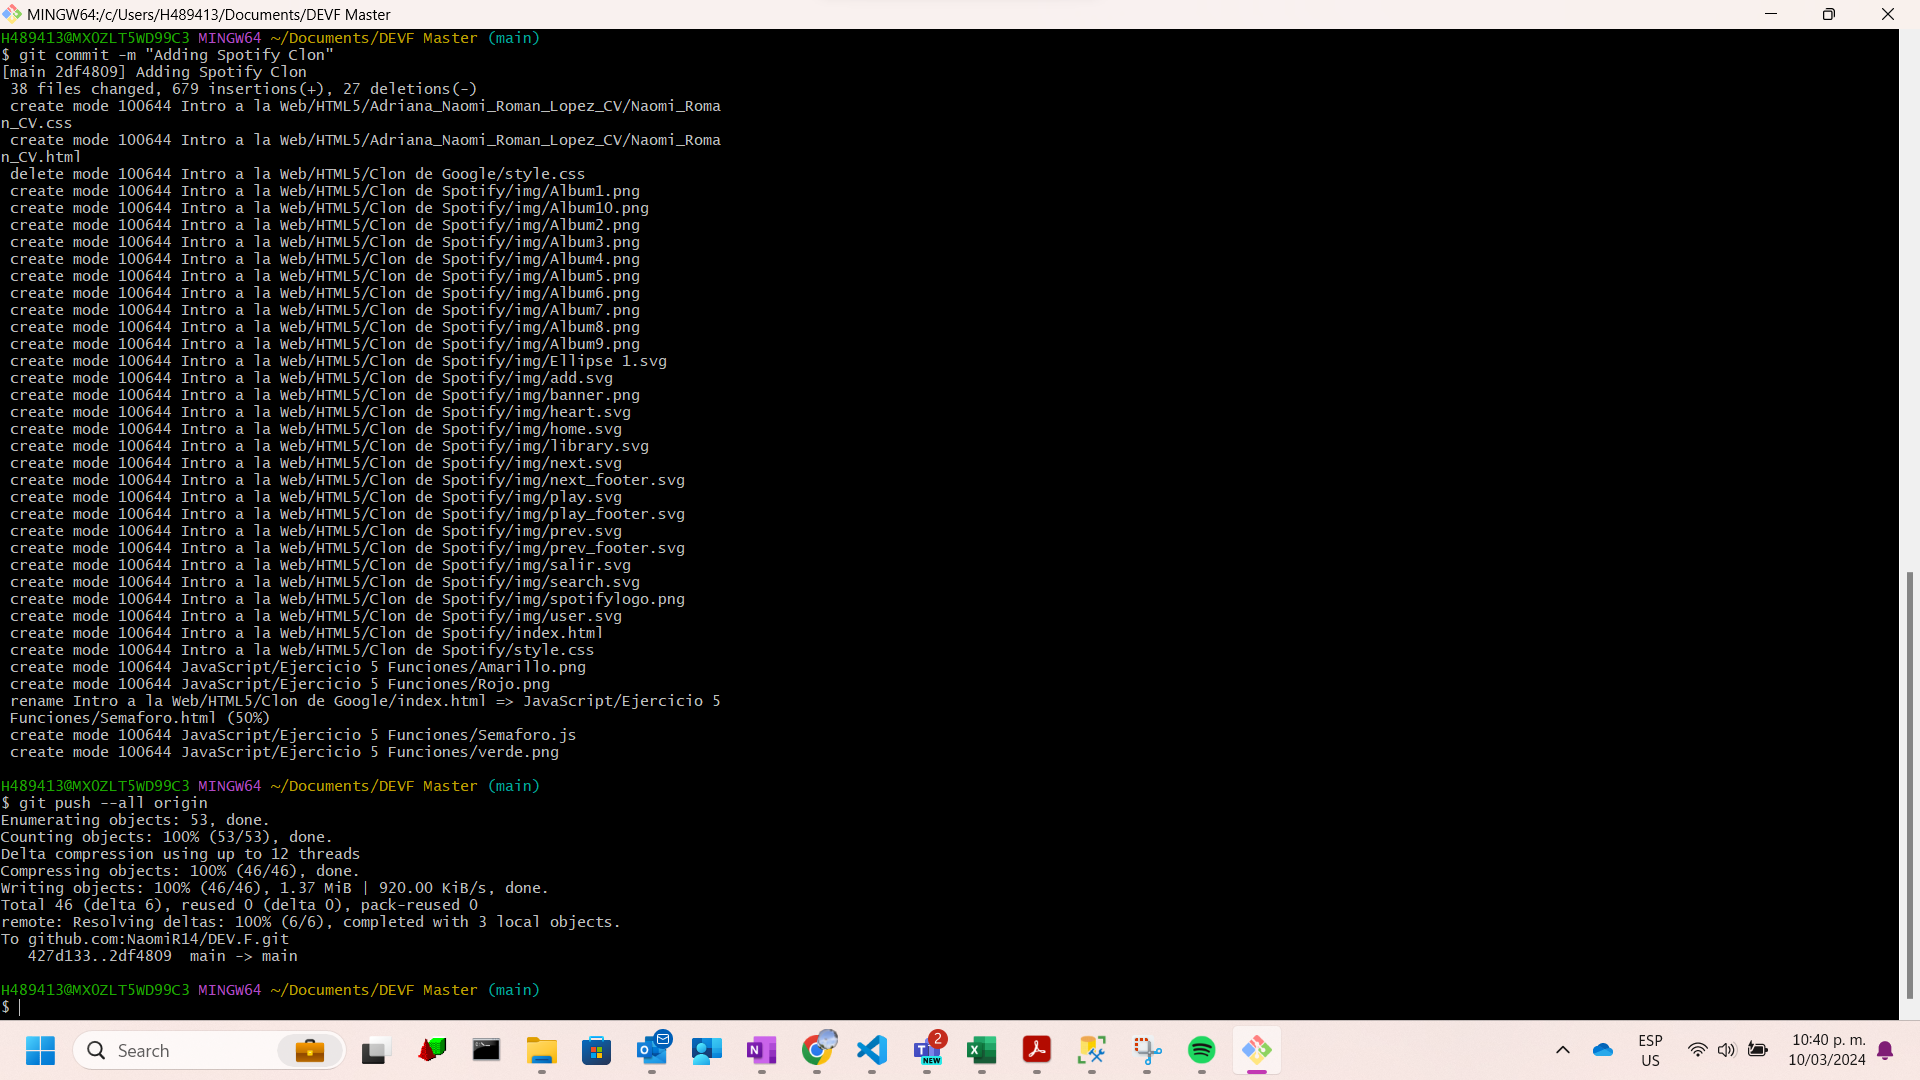 MINGW64:/c/Users/H489413/Documents/DEVF Master
H489413@MXOZLT5WD99C3 MINGW64 ~/Documents/DEVF Master (main)
$ git commit -m "Adding Spotify Clon"
[main 2df4809] Adding Spotify Clon
 38 files changed, 679 insertions(+), 27 deletions(-)
 create mode 100644 Intro a la Web/HTML5/Adriana_Naomi_Roman_Lopez_CV/Naomi_Roma
n_CV.css
 create mode 100644 Intro a la Web/HTML5/Adriana_Naomi_Roman_Lopez_CV/Naomi_Roma
n_CV.html
 delete mode 100644 Intro a la Web/HTML5/Clon de Google/style.css
 create mode 100644 Intro a la Web/HTML5/Clon de Spotify/img/Album1.png
 create mode 100644 Intro a la Web/HTML5/Clon de Spotify/img/Album10.png
 create mode 100644 Intro a la Web/HTML5/Clon de Spotify/img/Album2.png
 create mode 100644 Intro a la Web/HTML5/Clon de Spotify/img/Album3.png
 create mode 100644 Intro a la Web/HTML5/Clon de Spotify/img/Album4.png
 create mode 100644 Intro a la Web/HTML5/Clon de Spotify/img/Album5.png
 create mode 100644 Intro a la Web/HTML5/Clon de Spotify/img/Album6.png
 create mode 100644 Intro a la Web/HTML5/Clon de Spotify/img/Album7.png
 create mode 100644 Intro a la Web/HTML5/Clon de Spotify/img/Album8.png
 create mode 100644 Intro a la Web/HTML5/Clon de Spotify/img/Album9.png
 create mode 100644 Intro a la Web/HTML5/Clon de Spotify/img/Ellipse 1.svg
 create mode 100644 Intro a la Web/HTML5/Clon de Spotify/img/add.svg
 create mode 100644 Intro a la Web/HTML5/Clon de Spotify/img/banner.png
 create mode 100644 Intro a la Web/HTML5/Clon de Spotify/img/heart.svg
 create mode 100644 Intro a la Web/HTML5/Clon de Spotify/img/home.svg
 create mode 100644 Intro a la Web/HTML5/Clon de Spotify/img/library.svg
 create mode 100644 Intro a la Web/HTML5/Clon de Spotify/img/next.svg
 create mode 100644 Intro a la Web/HTML5/Clon de Spotify/img/next_footer.svg
 create mode 100644 Intro a la Web/HTML5/Clon de Spotify/img/play.svg
 create mode 100644 Intro a la Web/HTML5/Clon de Spotify/img/play_footer.svg
 create mode 100644 Intro a la Web/HTML5/Clon de Spotify/img/prev.svg
 create mode 100644 Intro a la Web/HTML5/Clon de Spotify/img/prev_footer.svg
 create mode 100644 Intro a la Web/HTML5/Clon de Spotify/img/salir.svg
 create mode 100644 Intro a la Web/HTML5/Clon de Spotify/img/search.svg
 create mode 100644 Intro a la Web/HTML5/Clon de Spotify/img/spotifylogo.png
 create mode 100644 Intro a la Web/HTML5/Clon de Spotify/img/user.svg
 create mode 100644 Intro a la Web/HTML5/Clon de Spotify/index.html
 create mode 100644 Intro a la Web/HTML5/Clon de Spotify/style.css
 create mode 100644 JavaScript/Ejercicio 5 Funciones/Amarillo.png
 create mode 100644 JavaScript/Ejercicio 5 Funciones/Rojo.png
 rename Intro a la Web/HTML5/Clon de Google/index.html => JavaScript/Ejercicio 5
 Funciones/Semaforo.html (50%)
 create mode 100644 JavaScript/Ejercicio 5 Funciones/Semaforo.js
 create mode 100644 JavaScript/Ejercicio 5 Funciones/verde.png
H489413@MXOZLT5WD99C3 MINGW64 ~/Documents/DEVF Master (main)
$ git push --all origin
Enumerating objects: 53, done.
Counting objects: 100% (53/53), done.
Delta compression using up to 12 threads
Compressing objects: 100% (46/46), done.
Writing objects: 100% (46/46), 1.37 MiB | 920.00 KiB/s, done.
Total 46 (delta 6), reused 0 (delta 0), pack-reused 0
remote: Resolving deltas: 100% (6/6), completed with 3 local objects.
To github.com:NaomiR14/DEV.F.git
   427d133..2df4809  main -> main
H489413@MXOZLT5WD99C3 MINGW64 ~/Documents/DEVF Master (main)
$
Search
2
NEW
ESP
US
10:40 p. m.
10/03/2024